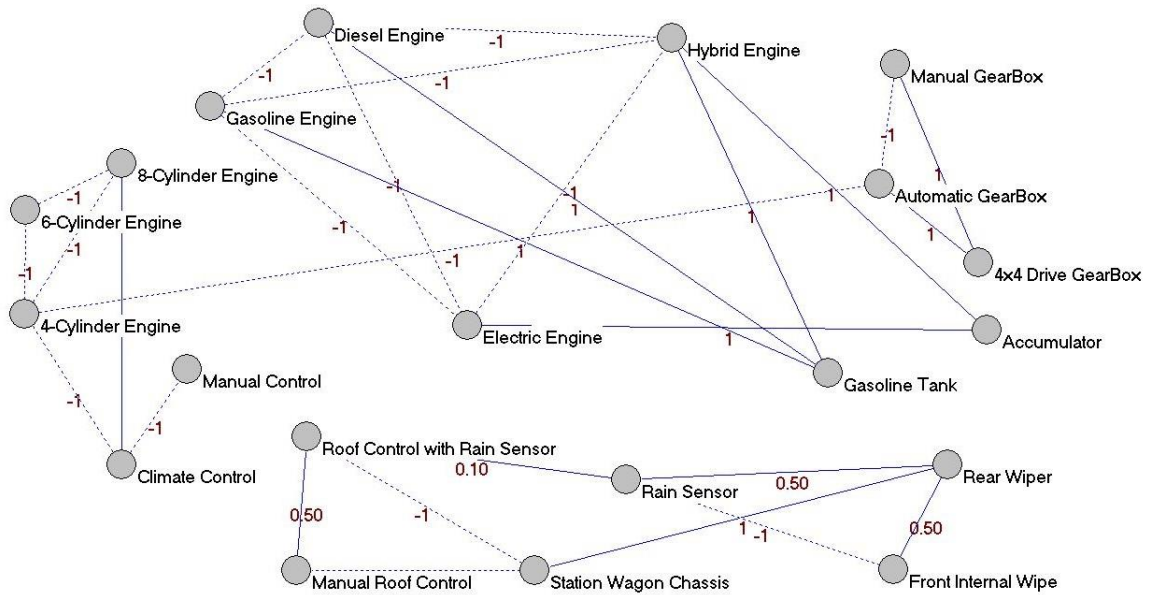 Diesel Engine
-1
Hybrid Engine
-1
-1
Manual GearBox
Gasoline Engine
-1
8-Cylinder Engine
-1
1
-1
-1
1
1
Automatic GearBox
6-Cylinder Engine
1
1
-1
1
-1
1
-1
-1
4x4 Drive GearBox
4-Cylinder Engine
Electric Engine
1
Accumulator
Manual Control
Gasoline Tank
-1
-1
Roof Control with Rain Sensor
Climate Control
0.10
Rain Sensor
0.50
Rear Wiper
0.50
-1
1
-1
0.50
Manual Roof Control
Station Wagon Chassis
Front Internal Wipe